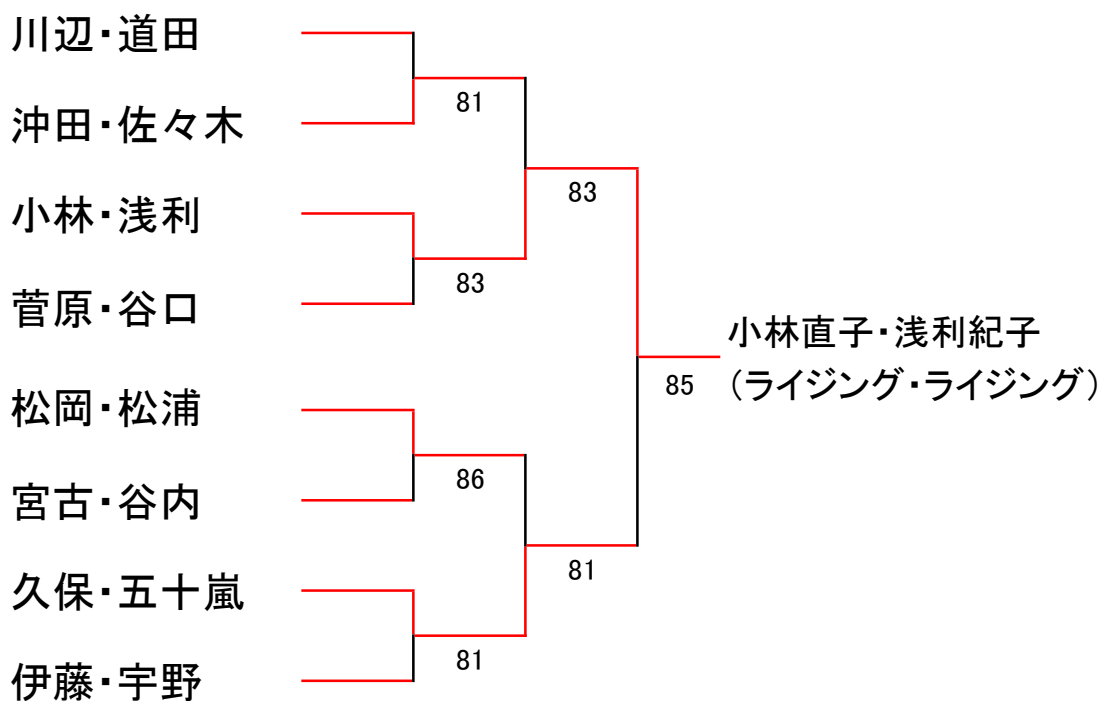 川辺・道田
81
沖田・佐々木
83
小林・浅利
83
菅原・谷口
小林直子・浅利紀子
85
（ライジング・ライジング）
松岡・松浦
86
宮古・谷内
81
久保・五十嵐
81
伊藤・宇野